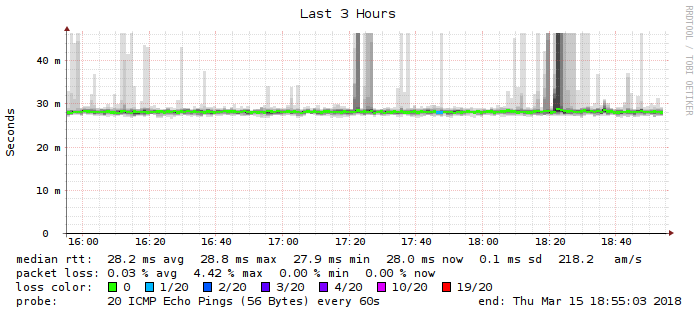 Last 3 Hours
RRDTOOL / TOBI OETIKER
Seconds
40 m
30 m
20 m
10 m
0
16:00 16:20 16:40 17:00 17:20 17:40 18:00 18:20 18:40
median rtt: 28.2 ms avg 28.8 ms max 27.9 ms min 28.0 ms now 0.1 ms sd 218.2 am/s
packet loss: 0.03 % avg 4.42 % max 0.00 % min 0.00 % now
loss color: 0 1/20 2/20 3/20 4/20 10/20 19/20
probe: 20 ICMP Echo Pings (56 Bytes) every 60s end: Thu Mar 15 18:55:03 2018